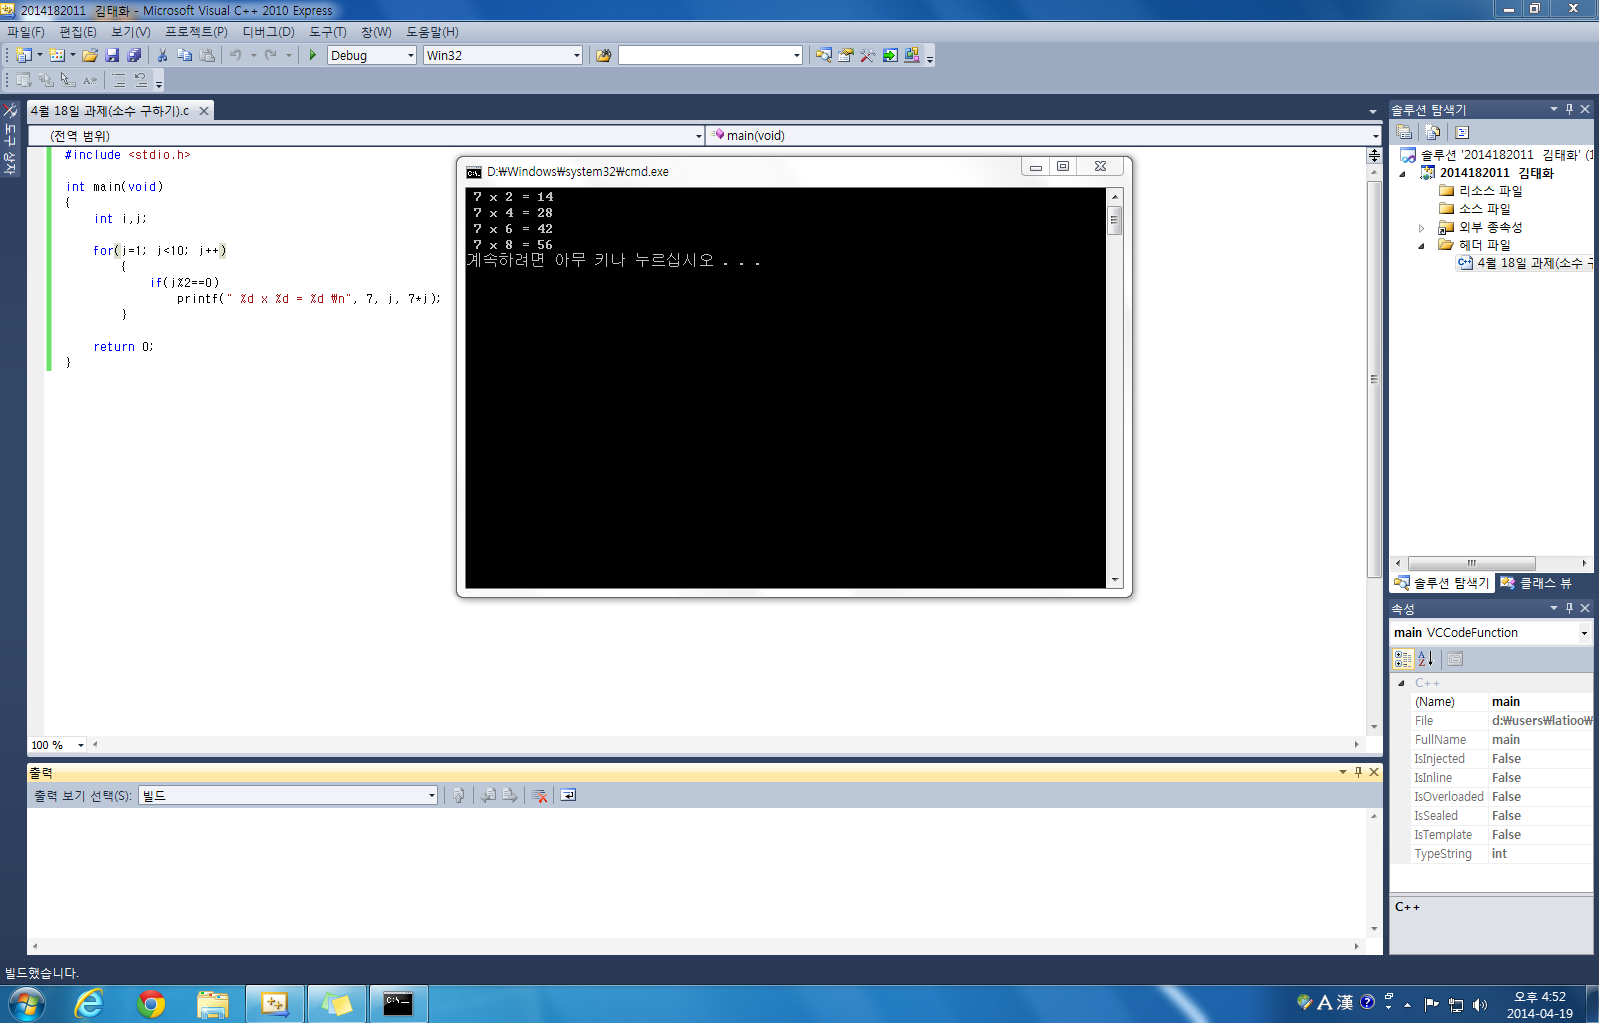 2014182011 김태화 - Microsoft Visual C++ 2010 Express
파일(F) 편집(E) 보기(V) 프로젝트(P) 디버그(D) 도구(T) 창(W) 도움말(H)
Debug Win32
도구 상자
4월 18일 과제(소수 구하기).c
(전역 범위) main(void)
#include <stdio.h>
int main(void)
{
int i,j;
for(j=1; j<10; j++)
{
if(j%2==0)
printf(" %d x %d = %d ₩n", 7, j, 7*j);
}
return 0;
}
100 %
D:₩Windows₩system32₩cmd.exe
7 x 2 = 14
7 x 4 = 28
7 x 6 = 42
7 x 8 = 56
계속하려면 아무 키나 누르십시오 . . .
솔루션 탐색기
솔루션 '2014182011 김태화' (1
2014182011 김태화
리소스 파일
소스 파일
외부 종속성
헤더 파일
4월 18일 과제(소수 구
솔루션 탐색기 클래스 뷰
속성
main VCCodeFunction
C++
(Name) main
File d:₩users₩latioo₩
FullName main
IsInjected False
IsInline False
IsOverloaded False
IsSealed False
IsTemplate False
TypeString int
C++
출력
출력 보기 선택(S): 빌드
빌드했습니다.
A 漢
오후 4:52
2014-04-19